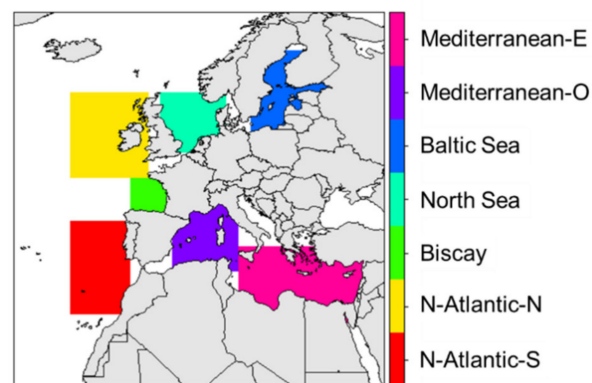 Mediterranean-E
Mediterranean-O
Baltic Sea
North Sea
Biscay
N-Atlantic-N
N-Atlantic-S